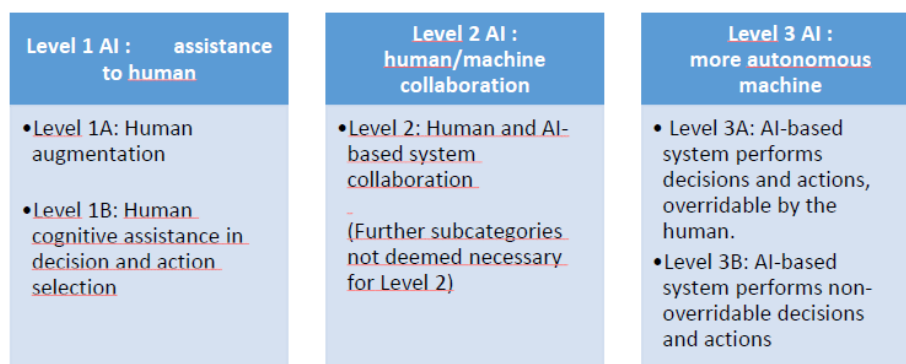 Level 1 AI : assistance
to human
•Level 1A: Human
augmentation
•Level 1B: Human
cognitive assistance in
decision and action
selection
Level 2 AI :
human/machine
collaboration
•Level 2: Human and AI-
based system
collaboration
(Further subcategories
not deemed necessary
for Level 2)
Level 3 AI :
more autonomous
machine
• Level 3A: AI-based
system performs
decisions and actions,
overridable by the
human.
•Level 3B: AI-based
system performs non-
overridable decisions
and actions